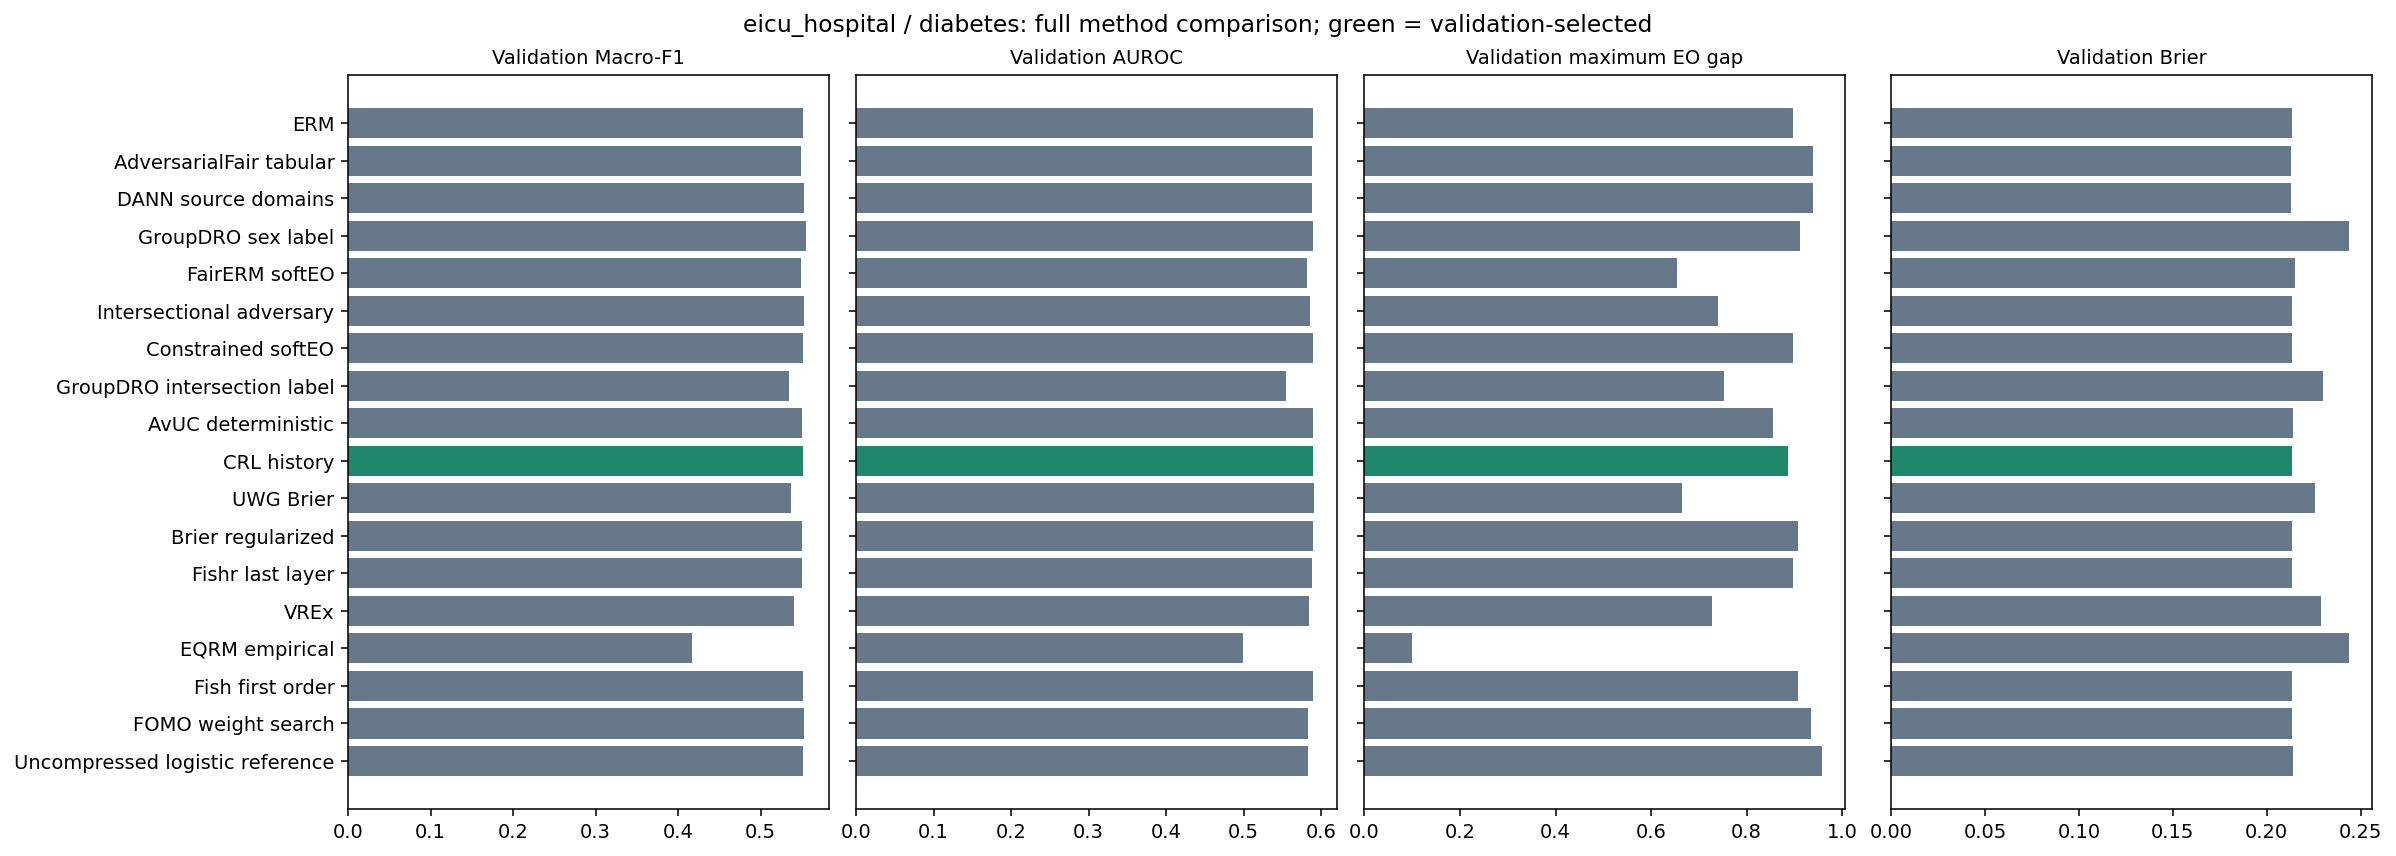 eicu_hospital / diabetes: full method comparison; green = validation-selected
Validation Macro-F1
Validation AUROC
Validation maximum EO gap
Validation Brier
ERM
AdversarialFair tabular
DANN source domains
GroupDRO sex label
FairERM softEO
Intersectional adversary
Constrained softEO
GroupDRO intersection label
AvUC deterministic
CRL history
UWG Brier
Brier regularized
Fishr last layer
VREx
EQRM empirical
Fish first order
FOMO weight search
Uncompressed logistic reference
0.0 0.1 0.2 0.3 0.4 0.5
0.0 0.1 0.2 0.3 0.4 0.5 0.6
0.0 0.2 0.4 0.6 0.8 1.0
0.00 0.05 0.10 0.15 0.20 0.25